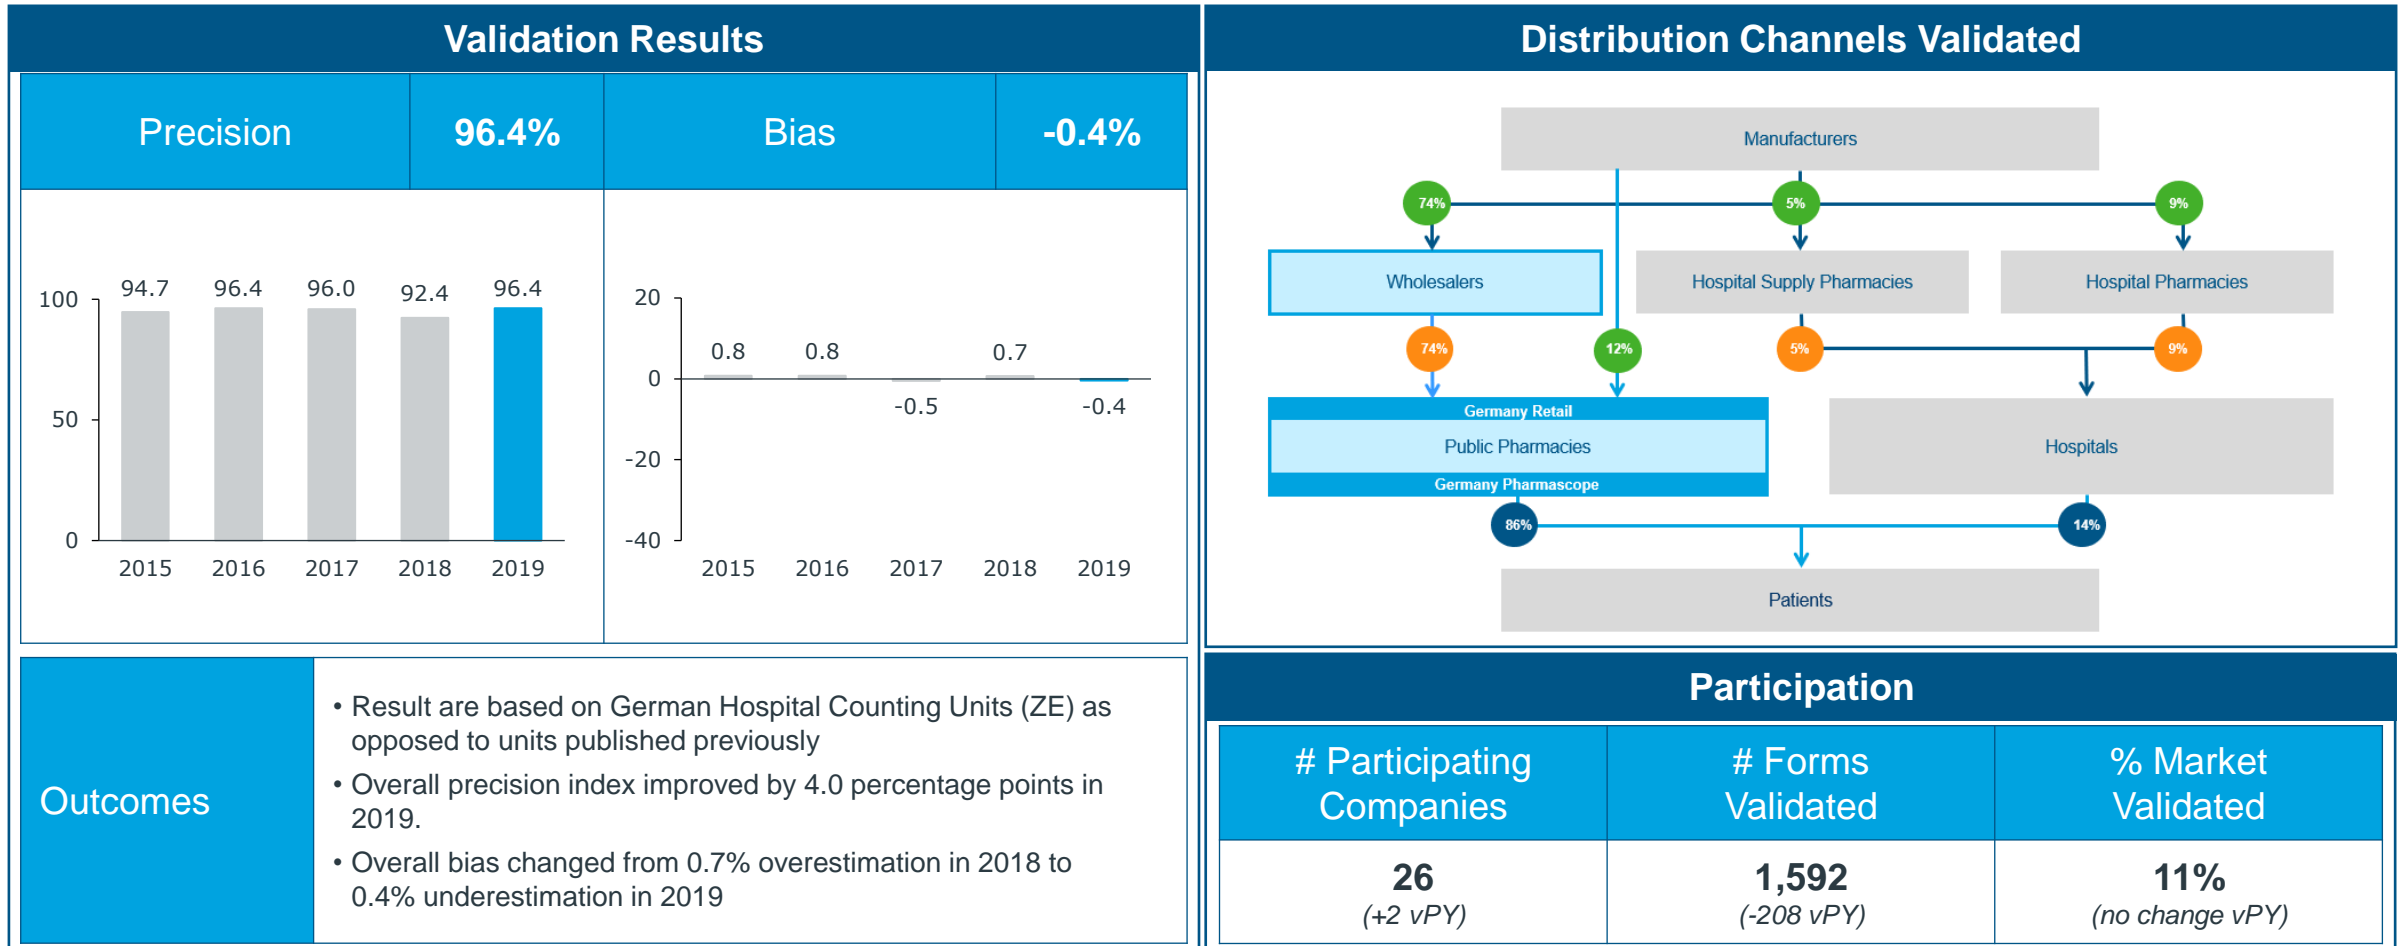 Validation Results
Precision
96.4%
Bias
-0.4%
100
50
0
94.7
96.4
96.0
92.4
96.4
2015
2016
2017
2018
2019
20
0
-20
-40
0.8
0.8
-0.5
0.7
-0.4
2015
2016
2017
2018
2019
Outcomes
• Result are based on German Hospital Counting Units (ZE) as
opposed to units published previously
• Overall precision index improved by 4.0 percentage points in
2019.
• Overall bias changed from 0.7% overestimation in 2018 to
0.4% underestimation in 2019
Distribution Channels Validated
Manufacturers
74%
5%
9%
Wholesalers
Hospital Supply Pharmacies
Hospital Pharmacies
74%
12%
5%
9%
Germany Retail
Public Pharmacies
Germany Pharmascope
Hospitals
86%
14%
Patients
Participation
# Participating
Companies
# Forms
Validated
% Market
Validated
26
(+2 vPY)
1,592
(-208 vPY)
11%
(no change vPY)